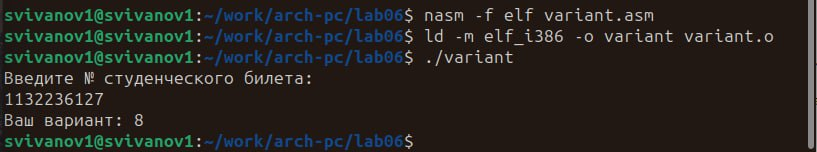 svivanov1@svivanov1:~/work/arch-pc/lab06$ nasm -f elf variant.asm
svivanov1@svivanov1:~/work/arch-pc/lab06$ ld -m elf_i386 -o variant variant.o
svivanov1@svivanov1:~/work/arch-pc/lab06$ ./variant
Введите № студенческого билета:
1132236127
Ваш вариант: 8
svivanov1@svivanov1:~/work/arch-pc/lab06$